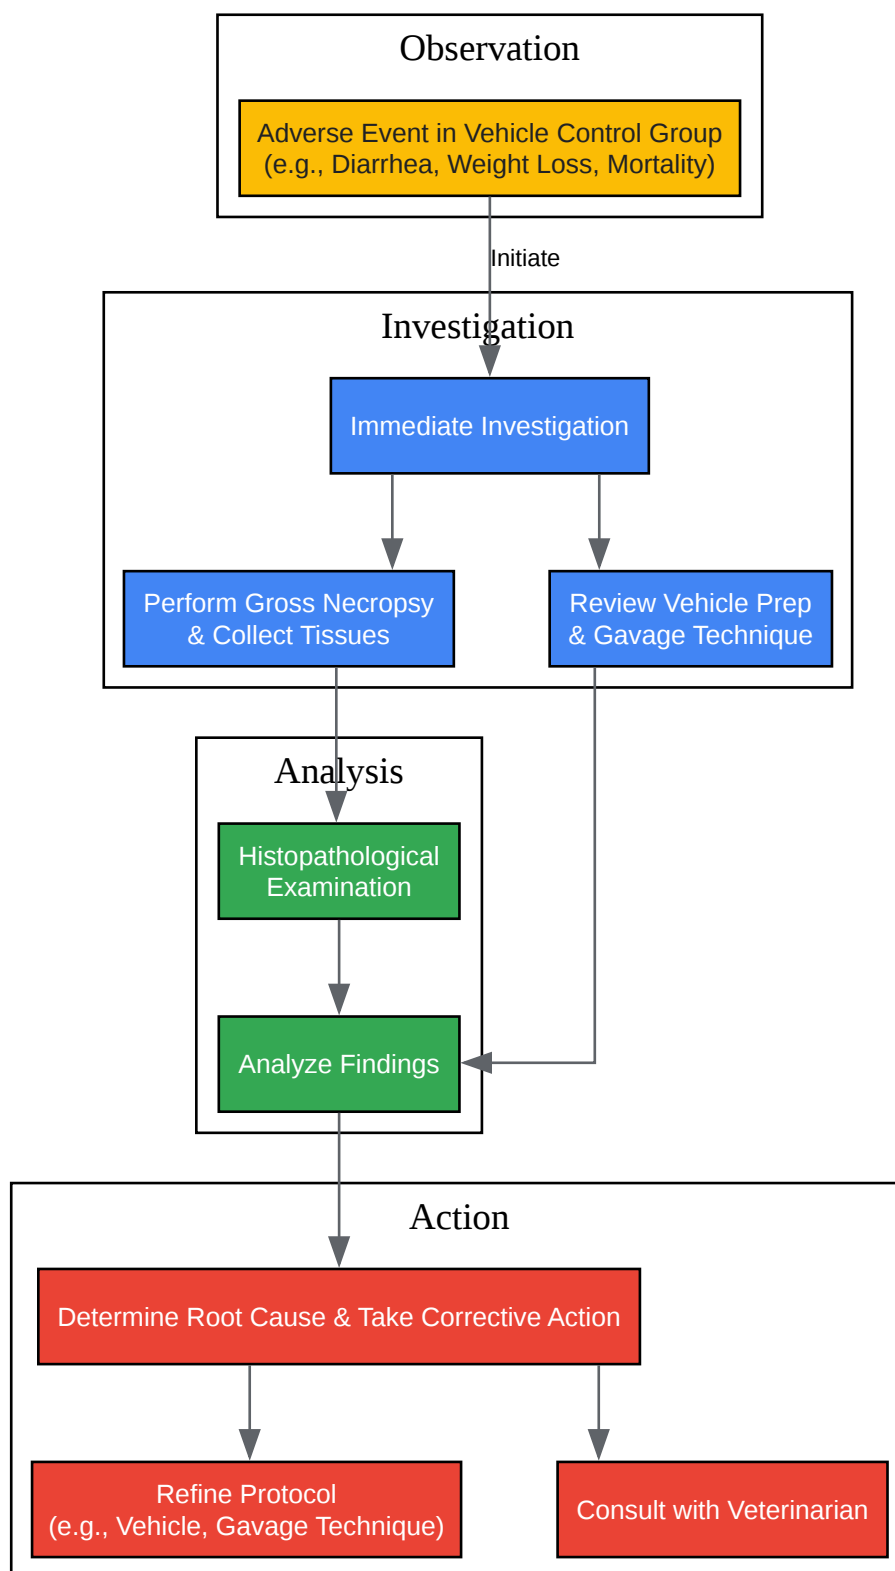 Observation
Adverse Event in Vehicle Control Group
(e.g., Diarrhea, Weight Loss, Mortality)
Initiate
Investigation
Immediate Investigation
Perform Gross Necropsy
& Collect Tissues
Review Vehicle Prep
& Gavage Technique
Analysis
Histopathological
Examination
Analyze Findings
Action
Determine Root Cause & Take Corrective Action
Refine Protocol
(e.g., Vehicle, Gavage Technique)
Consult with Veterinarian